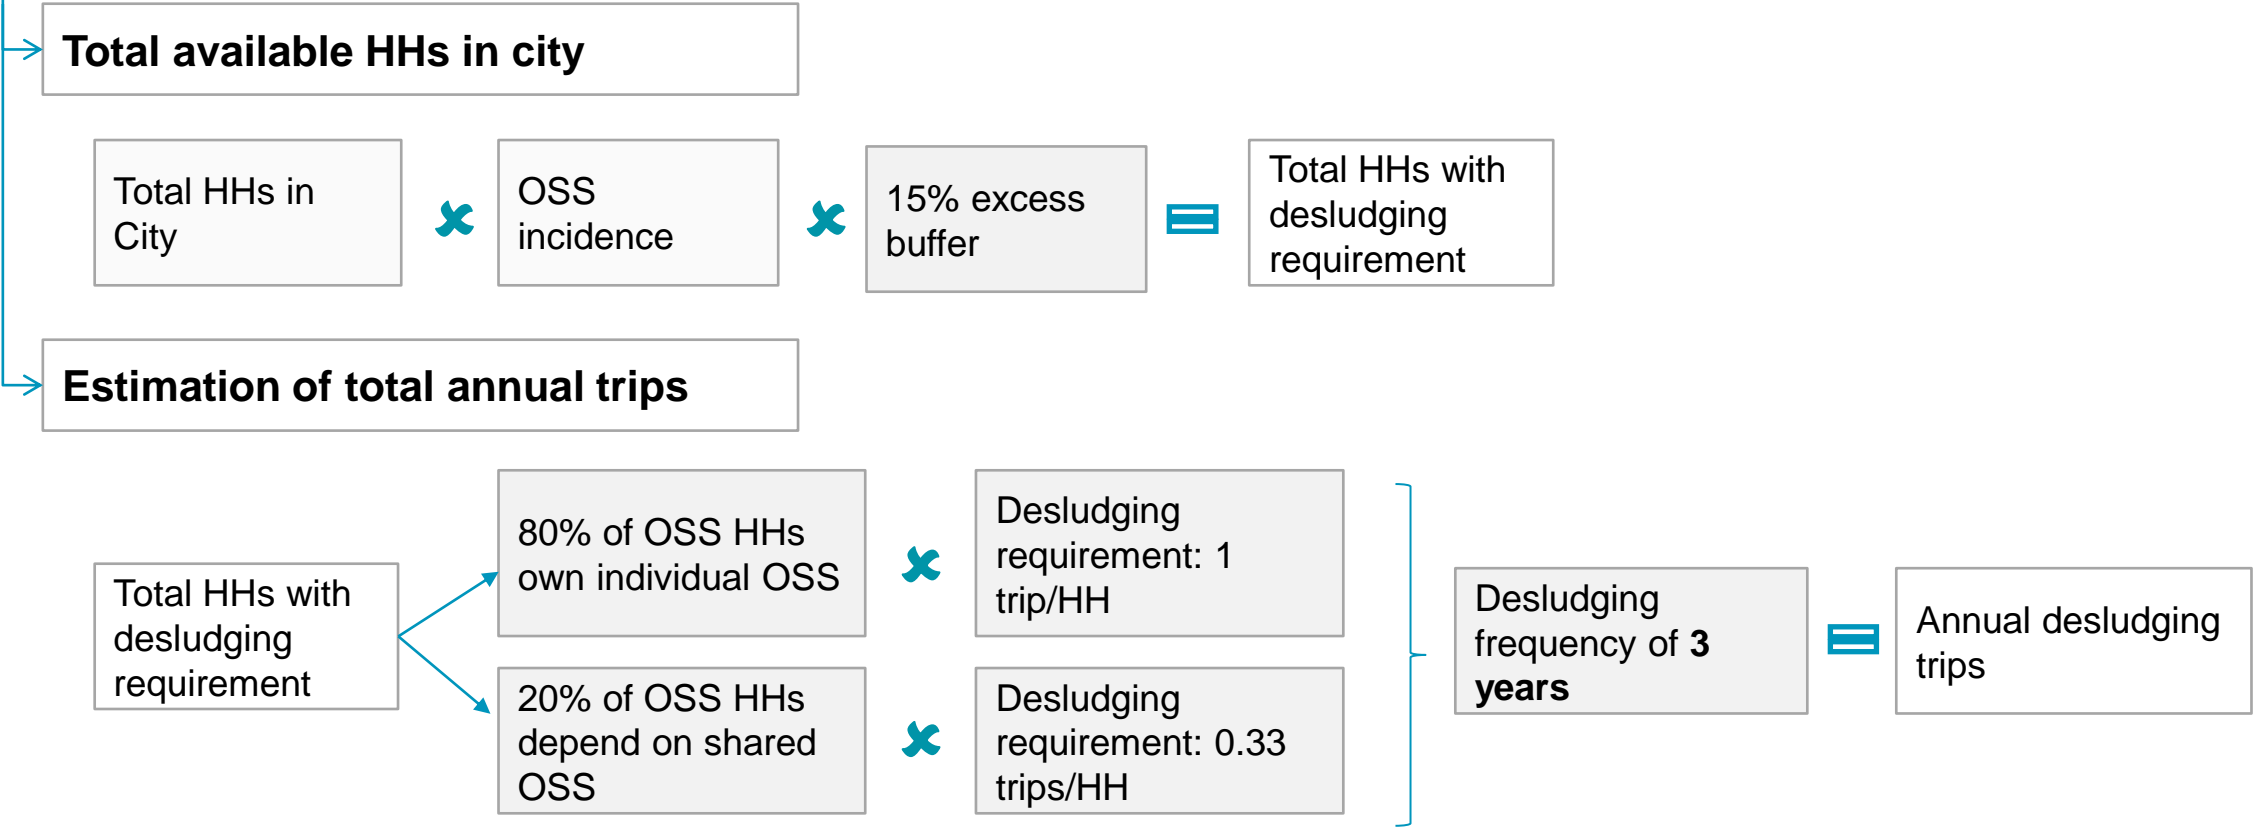 Total available HHs in city
Total HHs in
City
OSS
incidence
15% excess
buffer
Total HHs with
desludging
requirement
Estimation of total annual trips
Total HHs with
desludging
requirement
80% of OSS HHs
own individual OSS
Desludging
requirement: 1
trip/HH
20% of OSS HHs
depend on shared
OSS
Desludging
requirement: 0.33
trips/HH
Desludging
frequency of 3
years
Annual desludging
trips